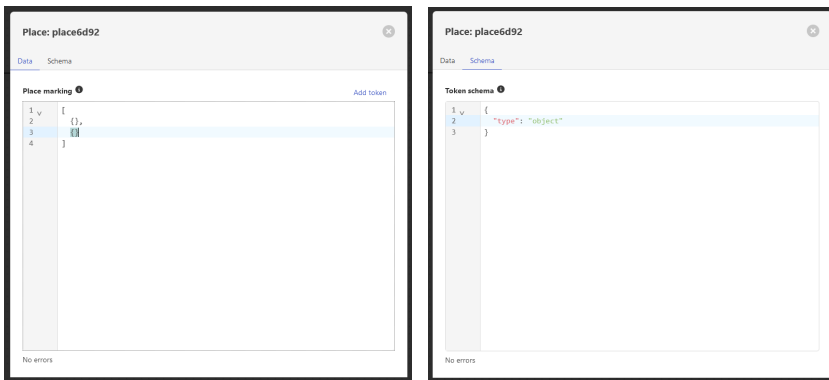 Place: place6d92
Data Schema
Place marking
Add token
1 [
2 {},
3 {}
4 ]
No errors
Place: place6d92
Data Schema
Token schema
1 {
2 "type": "object"
3 }
No errors